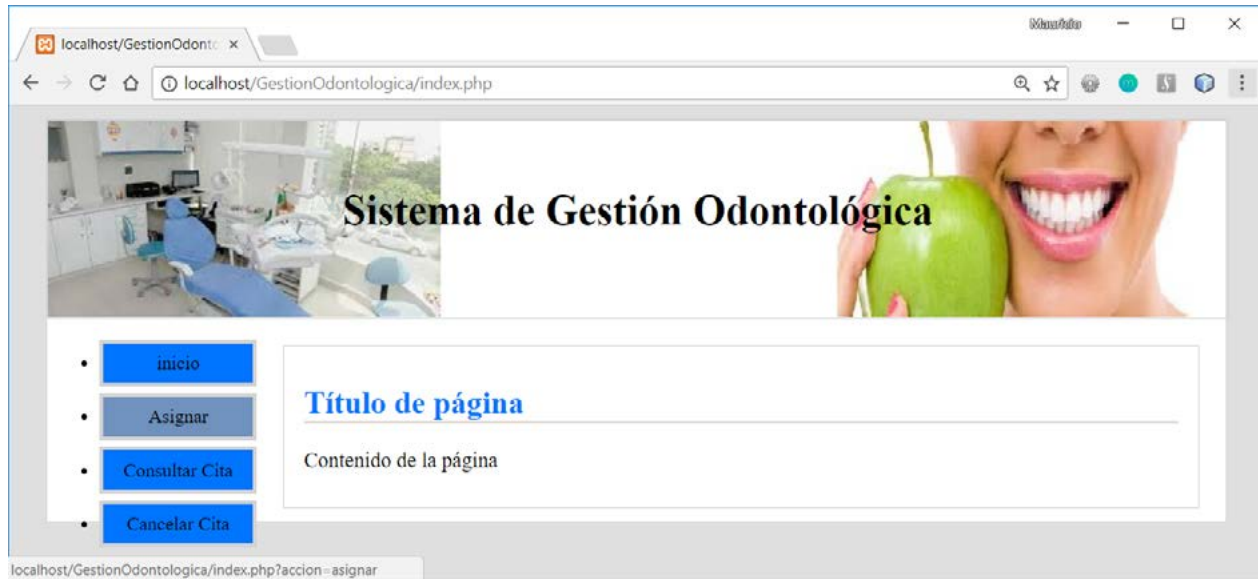 Mauricio
localhost/GestionOdonto
localhost/GestionOdontologica/index.php
Sistema de Gestión Odontológica
inicio
Asignar
Consultar Cita
Cancelar Cita
Título de página
Contenido de la página
localhost/GestionOdontologica/index.php?accion=asignar